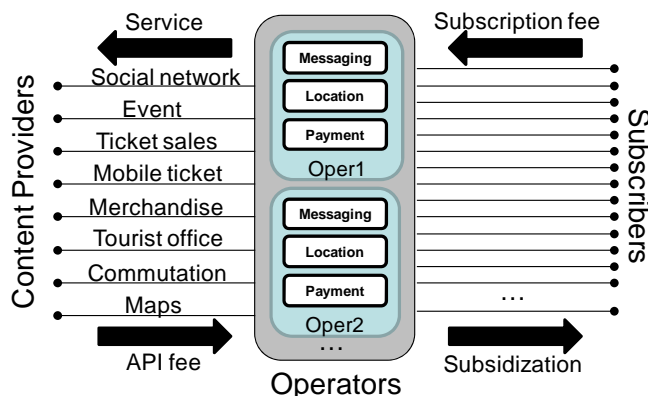 Service
Subscription fee
Content Providers
Social network
Event
Ticket sales
Mobile ticket
Merchandise
Tourist office
Commutation
Maps
API fee
Messaging
Location
Payment
Oper1
Messaging
Location
Payment
Oper2
...
Operators
...
Subscribers
Subsidization